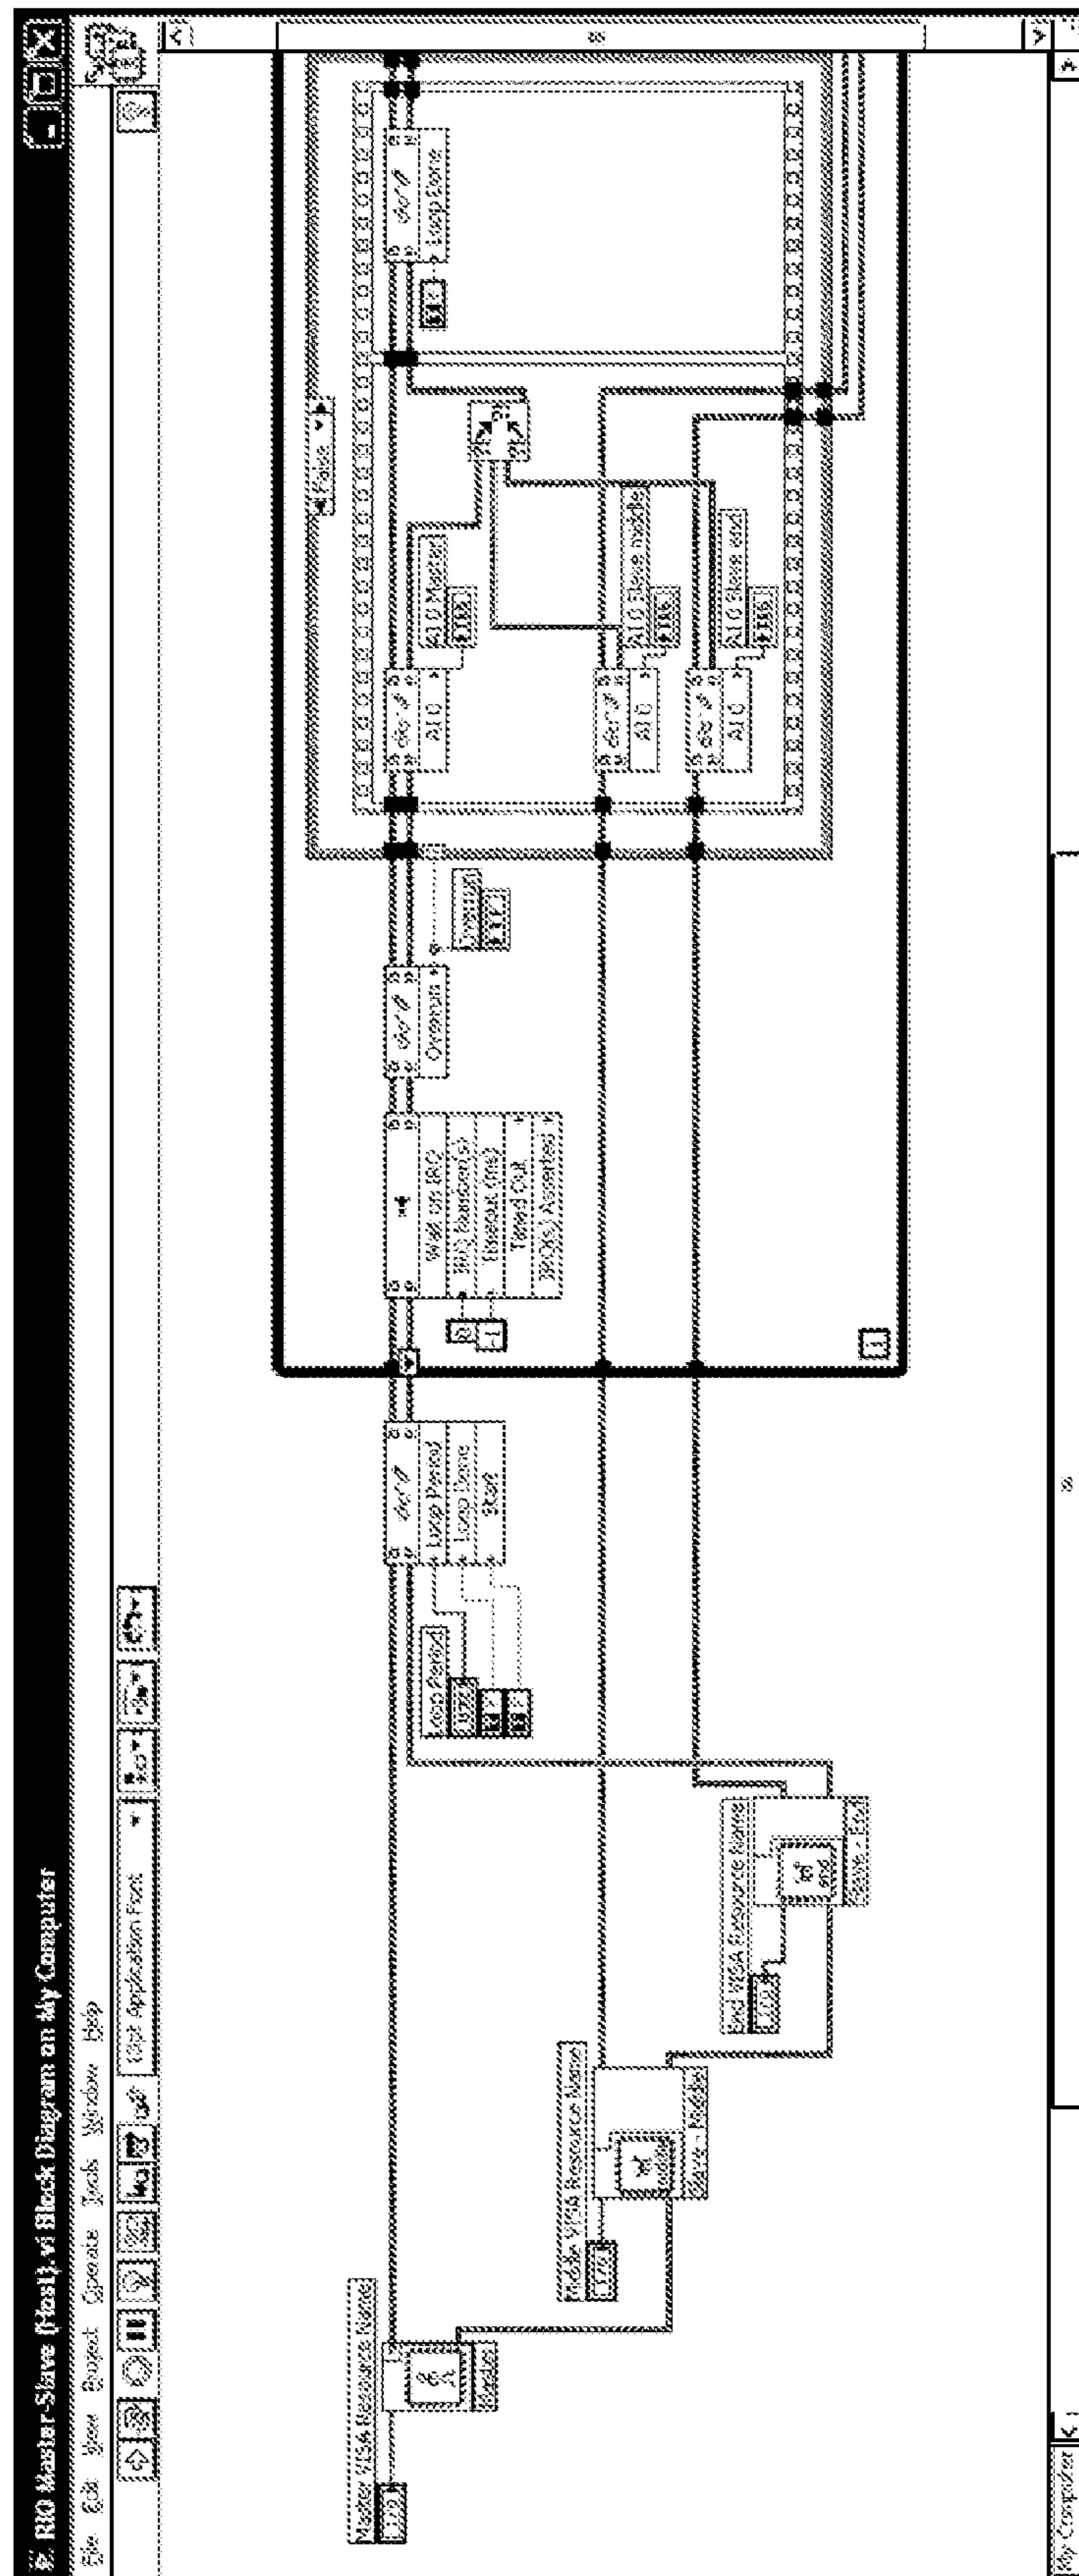 RIO Master-Slave (Host).vi Block Diagram on My Computer
File Edit View Project Operate Tools Window Help
13pt Application Font
Master VISA Resource Name
Master
Middle VISA Resource Name
Slave - Middle
End VISA Resource Name
end
Slave - End
Loop Period
Loop Period
Loop Done
Start
Wait on IRQ
IRQ Number(s)
Timeout (ms)
Timed Out
IRQ(s) Asserted
0
-1
i
Overrun
Overrun
False
AI 0
AI 0 Master
AI 0
AI 0 Slave middle
AI 0
AI 0 Slave end
Loop Done
My Computer